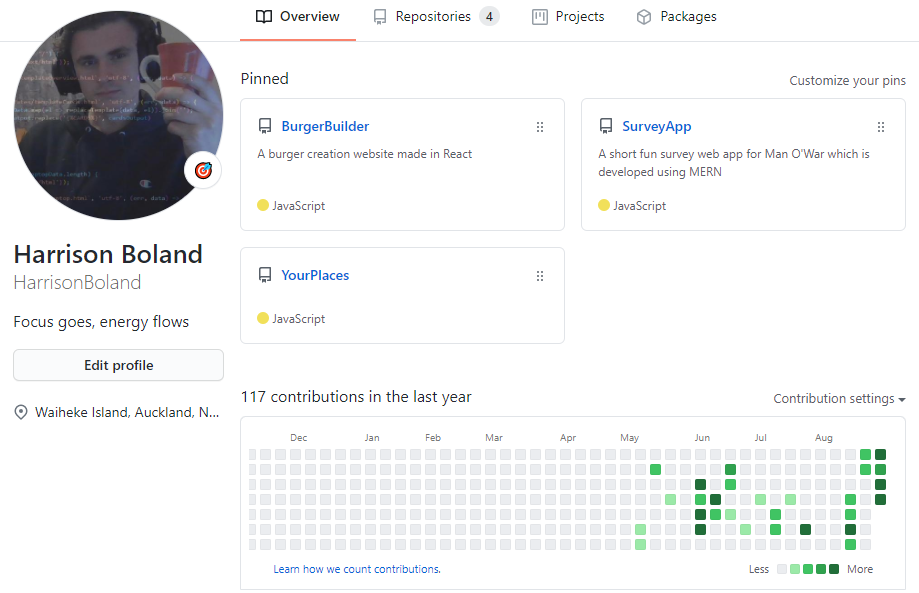 Overview
Repositories 4
Projects
Packages
Pinned
Customize your pins
BurgerBuilder
A burger creation website made in React
JavaScript
SurveyApp
A short fun survey web app for Man O'War which is
developed using MERN
JavaScript
YourPlaces
JavaScript
Harrison Boland
HarrisonBoland
Focus goes, energy flows
Edit profile
Waiheke Island, Auckland, N...
117 contributions in the last year
Contribution settings
Dec Jan Feb Mar Apr May Jun Jul Aug
Learn how we count contributions.
Less More